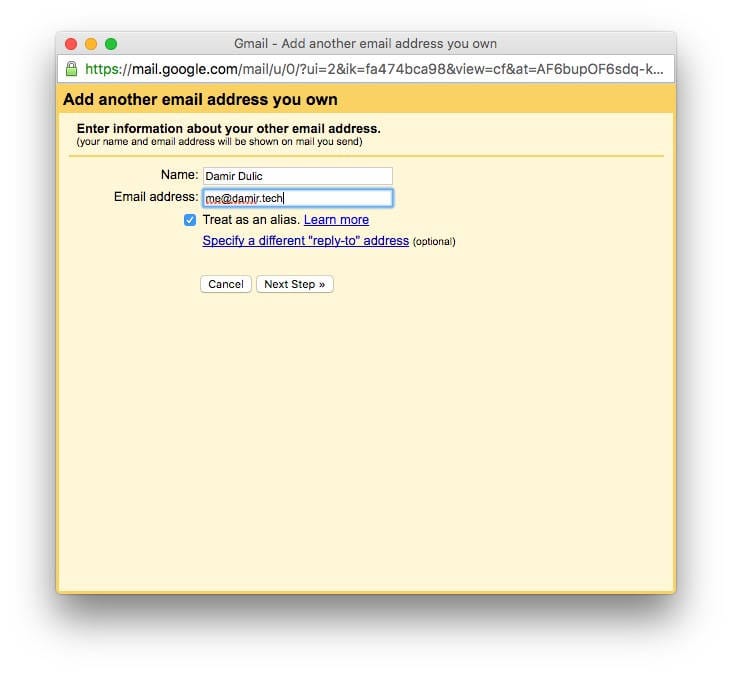 Gmail - Add another email address you own
https://mail.google.com/mail/u/0/?ui=2&ik=fa474bca98&view=cf&at=AF6bupOF6sdq-k...
Add another email address you own
Enter information about your other email address.
(your name and email address will be shown on mail you send)
Name: Damir Dulic
Email address: me@damir.tech
Treat as an alias. Learn more
Specify a different "reply-to" address (optional)
Cancel Next Step »